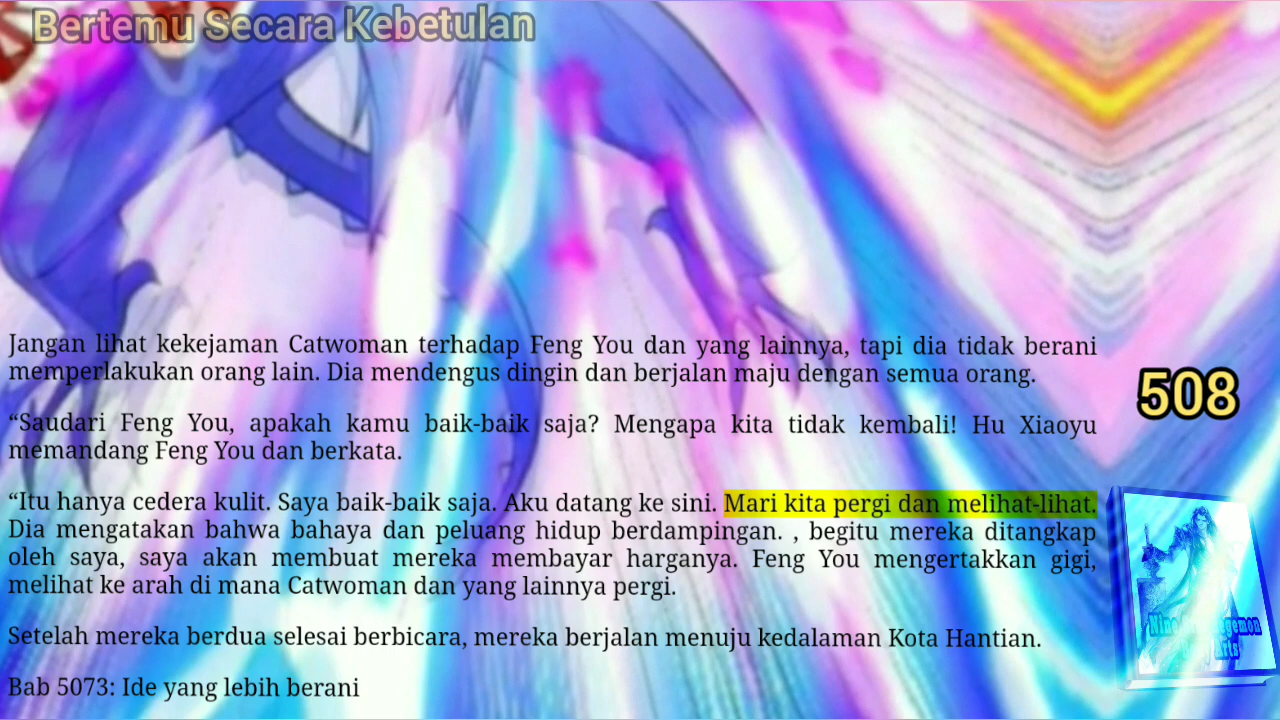 Bertemu Secara Kebetulan
Jangan lihat kekejaman Catwoman terhadap Feng You dan yang lainnya, tapi dia tidak berani
memperlakukan orang lain. Dia mendengus dingin dan berjalan maju dengan semua orang.
“Saudari Feng You, apakah kamu baik-baik saja? Mengapa kita tidak kembali! Hu Xiaoyu
memandang Feng You dan berkata.
508
“Itu hanya cedera kulit. Saya baik-baik saja. Aku datang ke sini. Mari kita pergi dan melihat-lihat.
Dia mengatakan bahwa bahaya dan peluang hidup berdampingan. , begitu mereka ditangkap
oleh saya, saya akan membuat mereka membayar harganya. Feng You mengertakkan gigi,
melihat ke arah di mana Catwoman dan yang lainnya pergi.
Setelah mereka berdua selesai berbicara, mereka berjalan menuju kedalaman Kota Hantian.
Bab 5073: Ide yang lebih berani